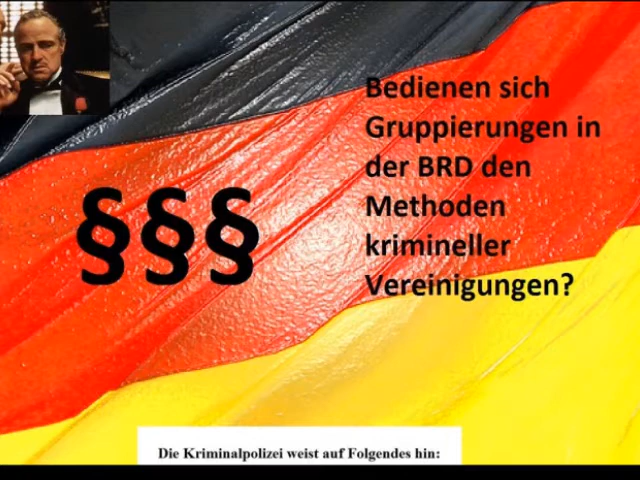 Bedienen sich
Gruppierungen in
der BRD den
Methoden
krimineller
Vereinigungen?
§§§
Die Kriminalpolizei weist auf Folgendes hin: